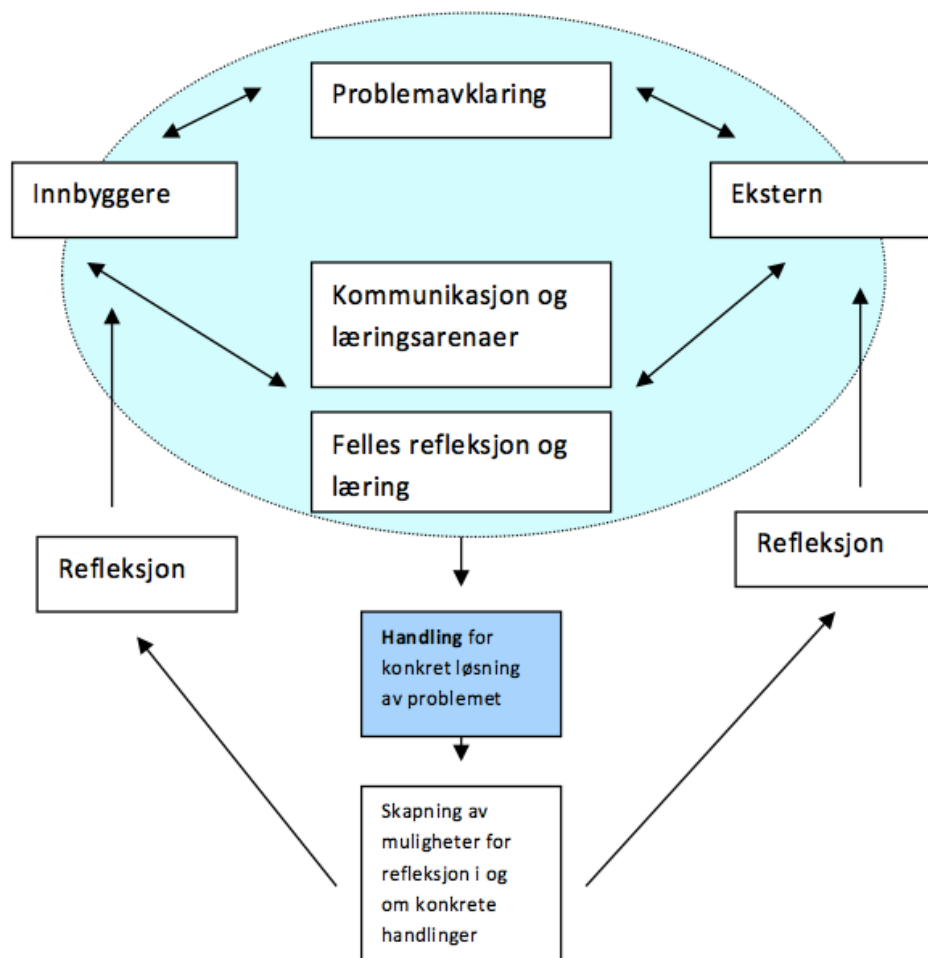 Problemavklaring
Innbyggere
Ekstern
Kommunikasjon og
læringsarenaer
Felles refleksjon og
læring
Refleksjon
Refleksjon
Handling for
konkret løsning
av problemet
Skapning av
muligheter for
refleksjon i og
om konkrete
handlinger